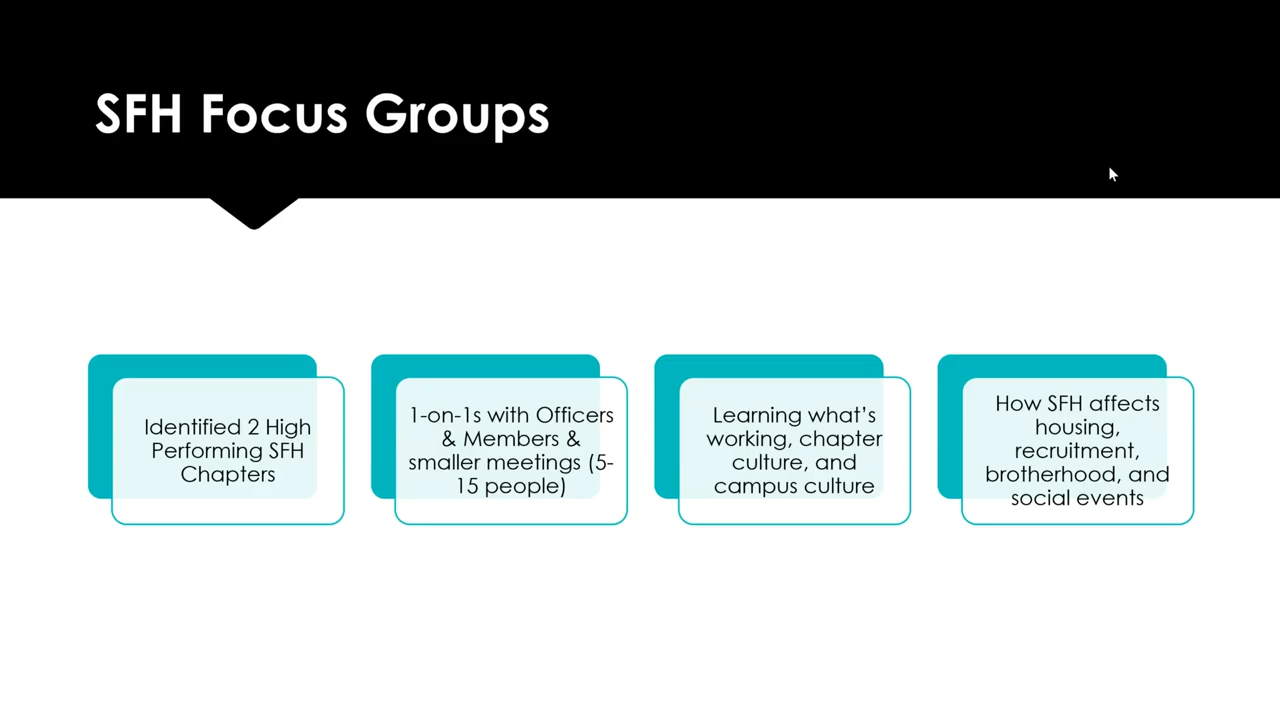 SFH Focus Groups
Identified 2 High
Performing SFH
Chapters
1-on-1s with Officers
& Members &
smaller meetings (5-
15 people)
Learning what's
working, chapter
culture, and
campus culture
How SFH affects
housing,
recruitment,
brotherhood, and
social events